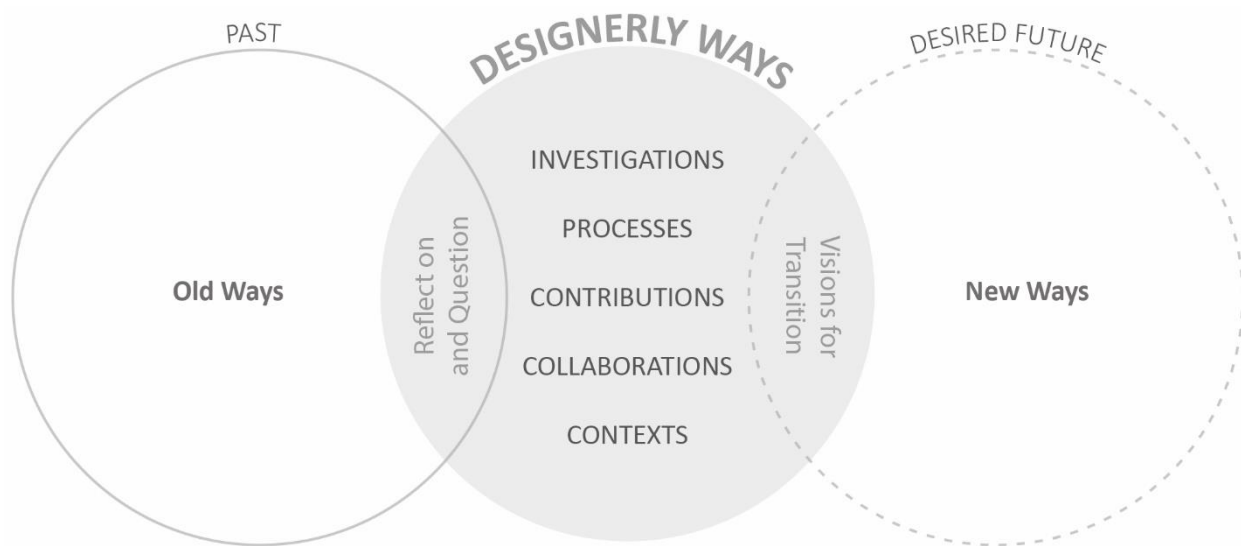 PAST
DESIGNERLY WAYS
DESIRED FUTURE
Old Ways
Reflect on
and Question
INVESTIGATIONS
PROCESSES
CONTRIBUTIONS
COLLABORATIONS
CONTEXTS
Visions for
Transition
New Ways